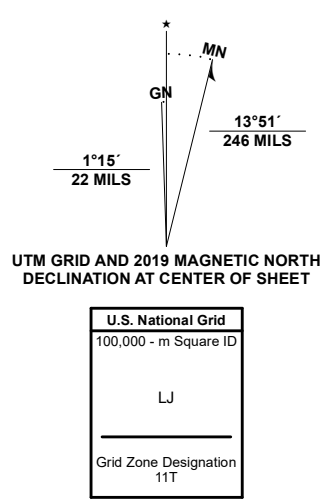 ★
MN
GN
13°51´
246 MILS
1°15´
22 MILS
UTM GRID AND 2019 MAGNETIC NORTH
DECLINATION AT CENTER OF SHEET
U.S. National Grid
100,000 - m Square ID
LJ
Grid Zone Designation
11T